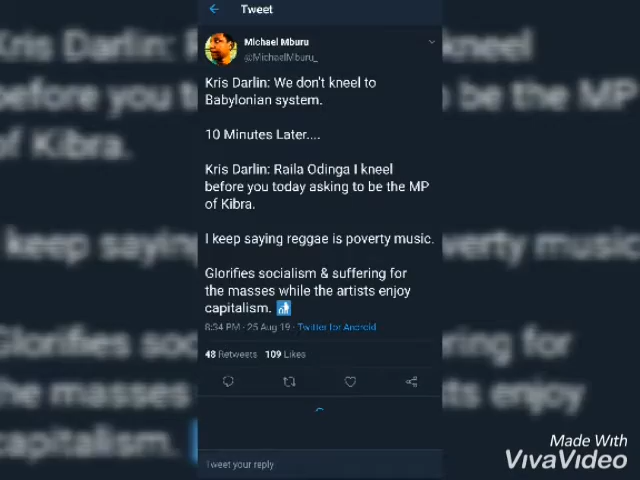 Tweet
Michael Mburu
@MichaelMburu_
Kris Darlin: We don't kneel to
Babylonian system.
10 Minutes Later....
Kris Darlin: Raila Odinga I kneel
before you today asking to be the MP
of Kibra.
I keep saying reggae is poverty music.
Glorifies socialism & suffering for
the masses while the artists enjoy
capitalism.
8:34 PM · 25 Aug 19 · Twitter for Android
48 Retweets 109 Likes
Tweet your reply
Made With
VivaVideo